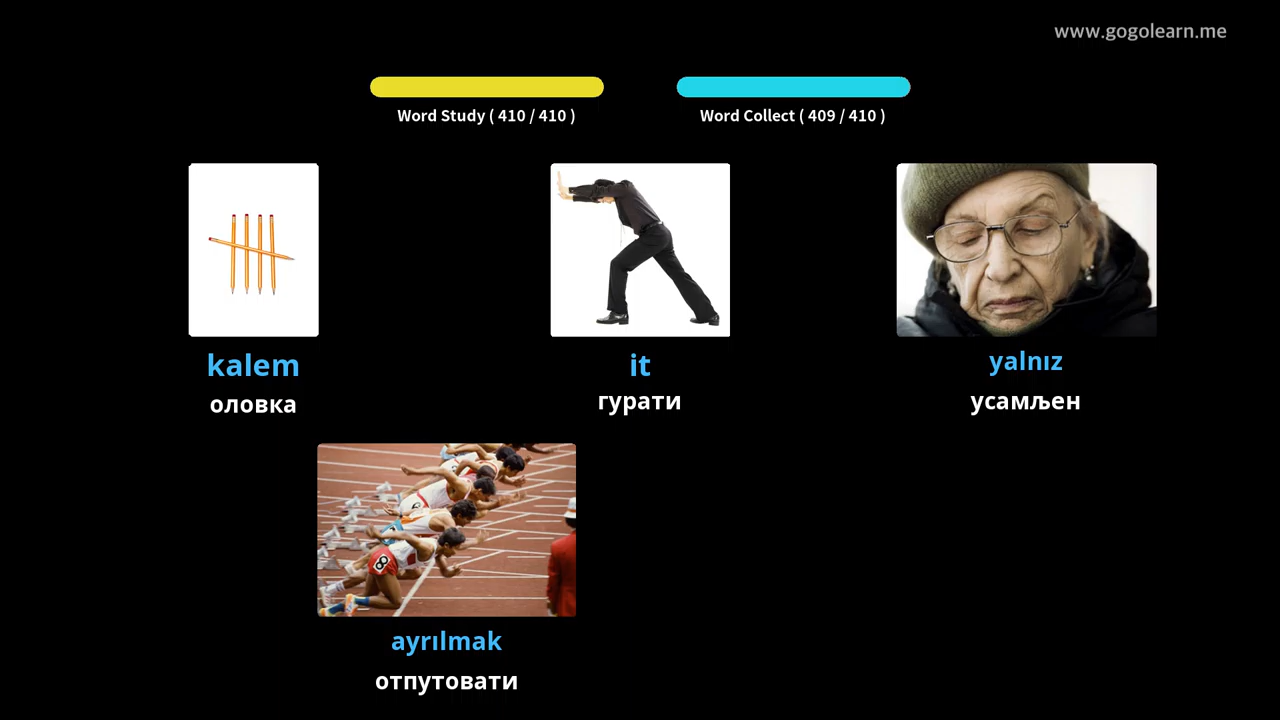 www.gogolearn.me
Word Study ( 410 / 410 )
Word Collect ( 409 / 410 )
kalem
оловка
it
гурати
yalnız
усамљен
ayrılmak
отпутовати